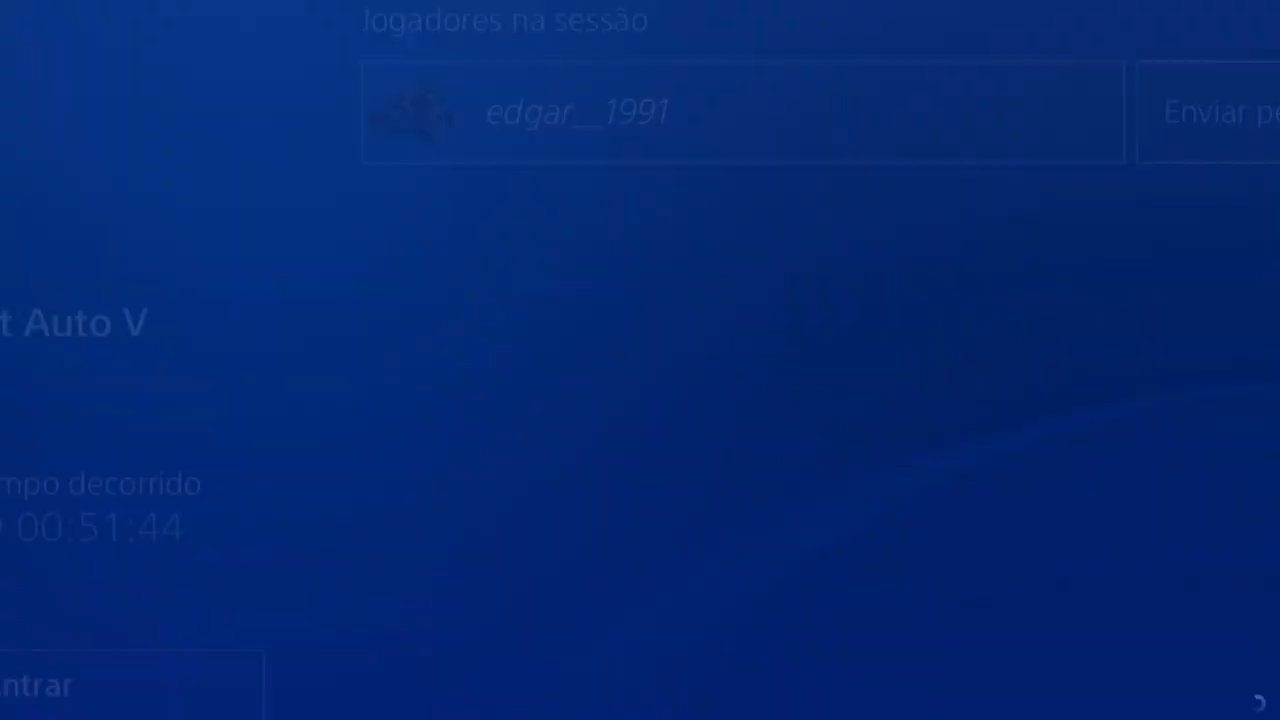 Jogadores na sessão
edgar__1991
Enviar pe
t Auto V
mpo decorrido
00:51:44
ntrar